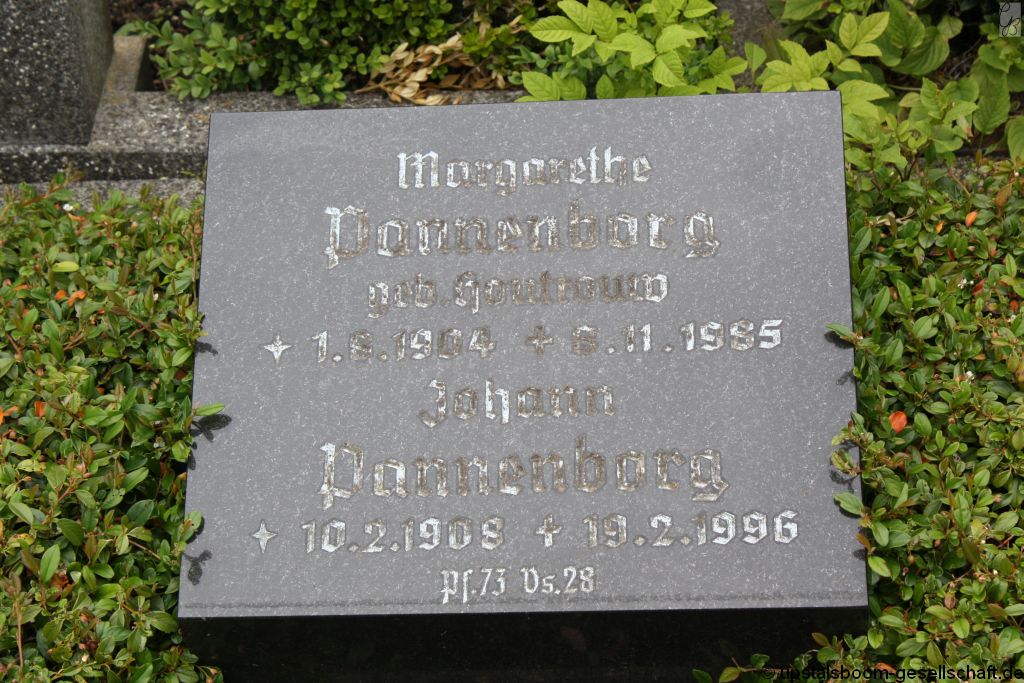 Margarethe
Pannenborg
geb. Houtrouw
1.8.1904 ✝ 8.11.1985
Johann
Pannenborg
10.2.1908 ✝ 19.2.1996
Ps.73 Vs.28
© upstalsboom-gesellschaft.de